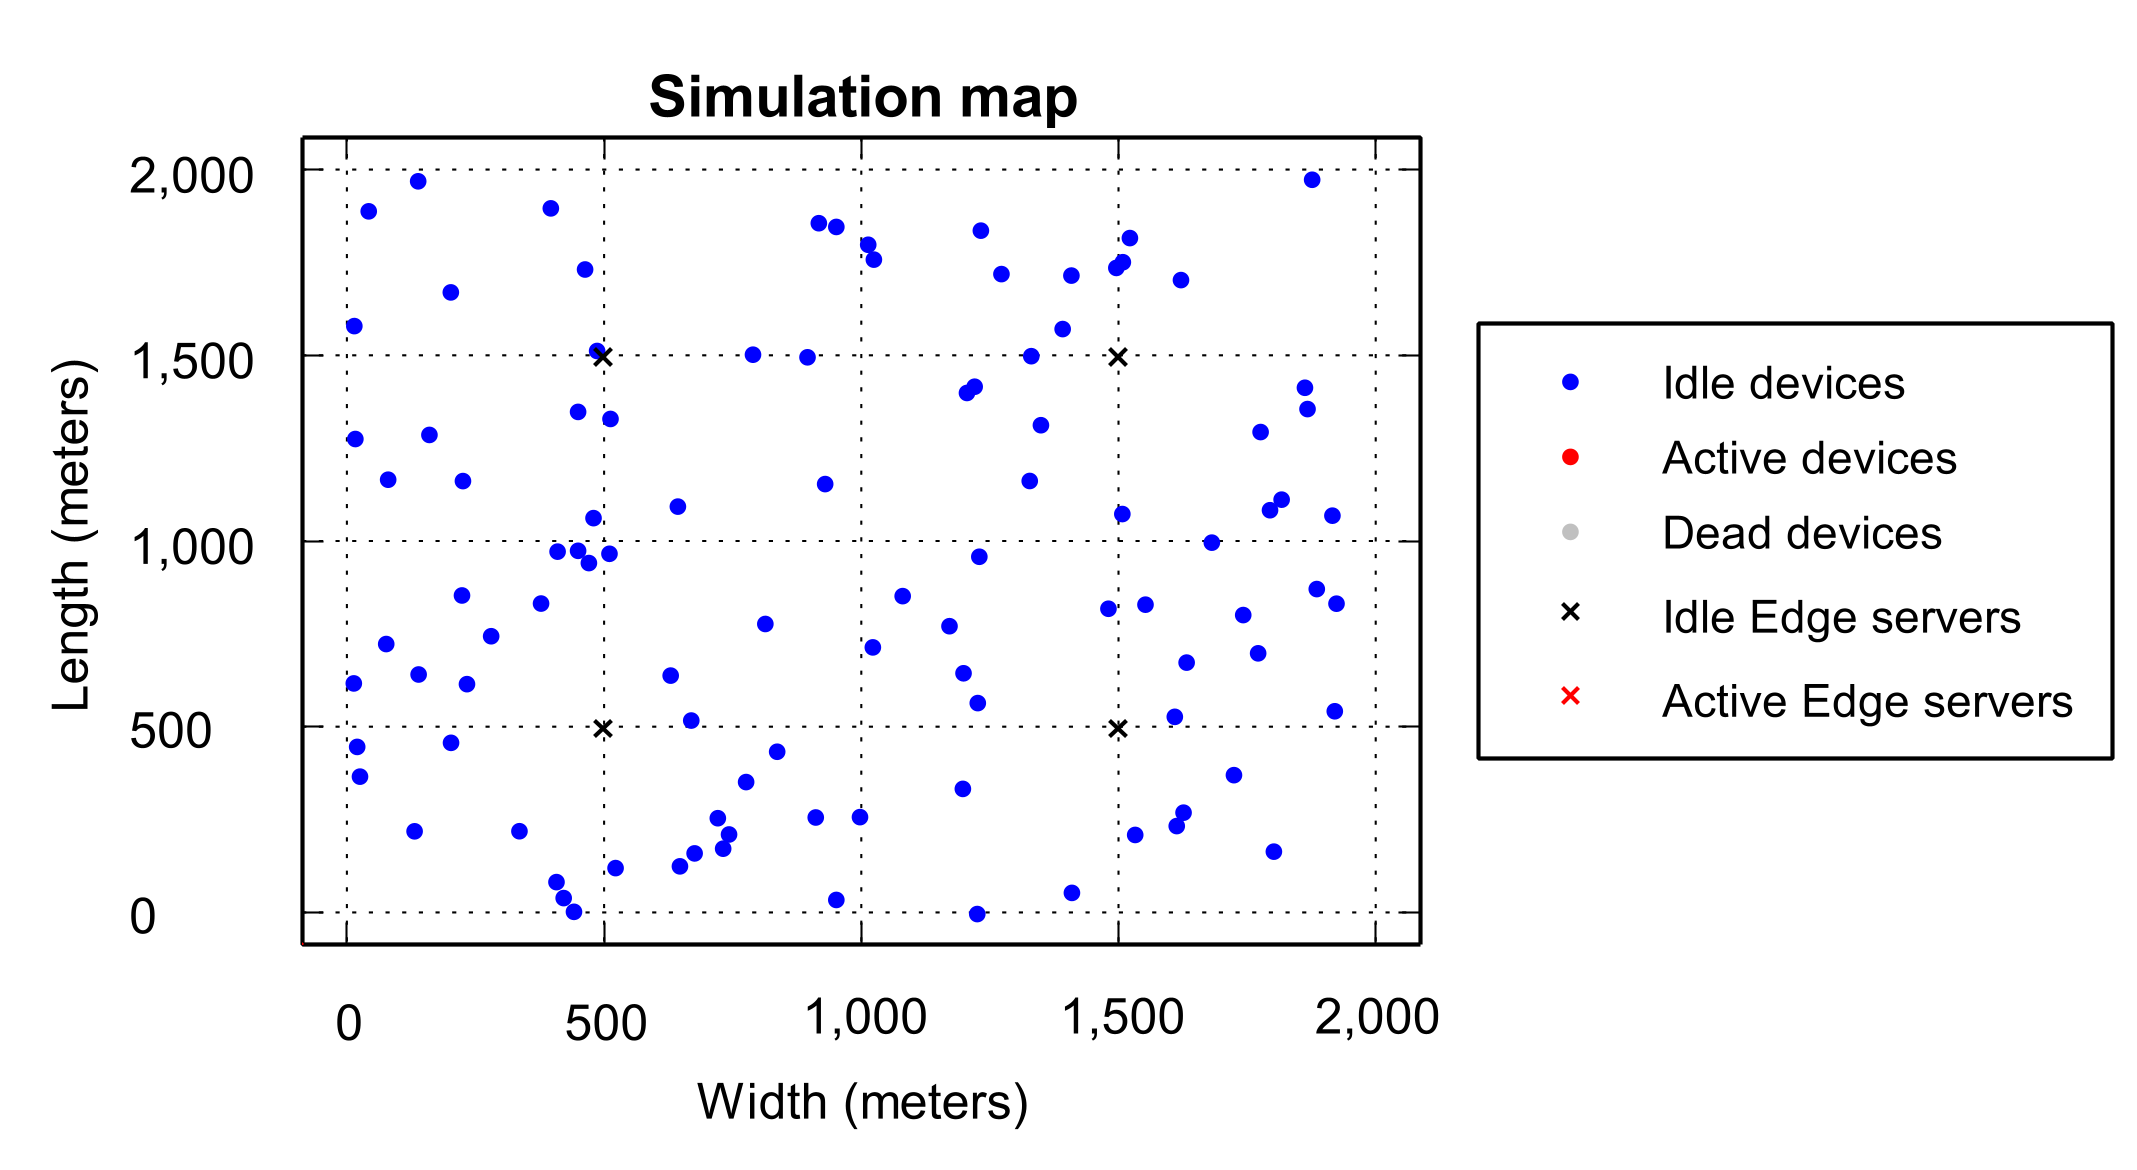 Simulation map
Length (meters)
2,000
1,500
1,000
500
0
0
500
1,000
1,500
2,000
Width (meters)
Idle devices
Active devices
Dead devices
Idle Edge servers
Active Edge servers